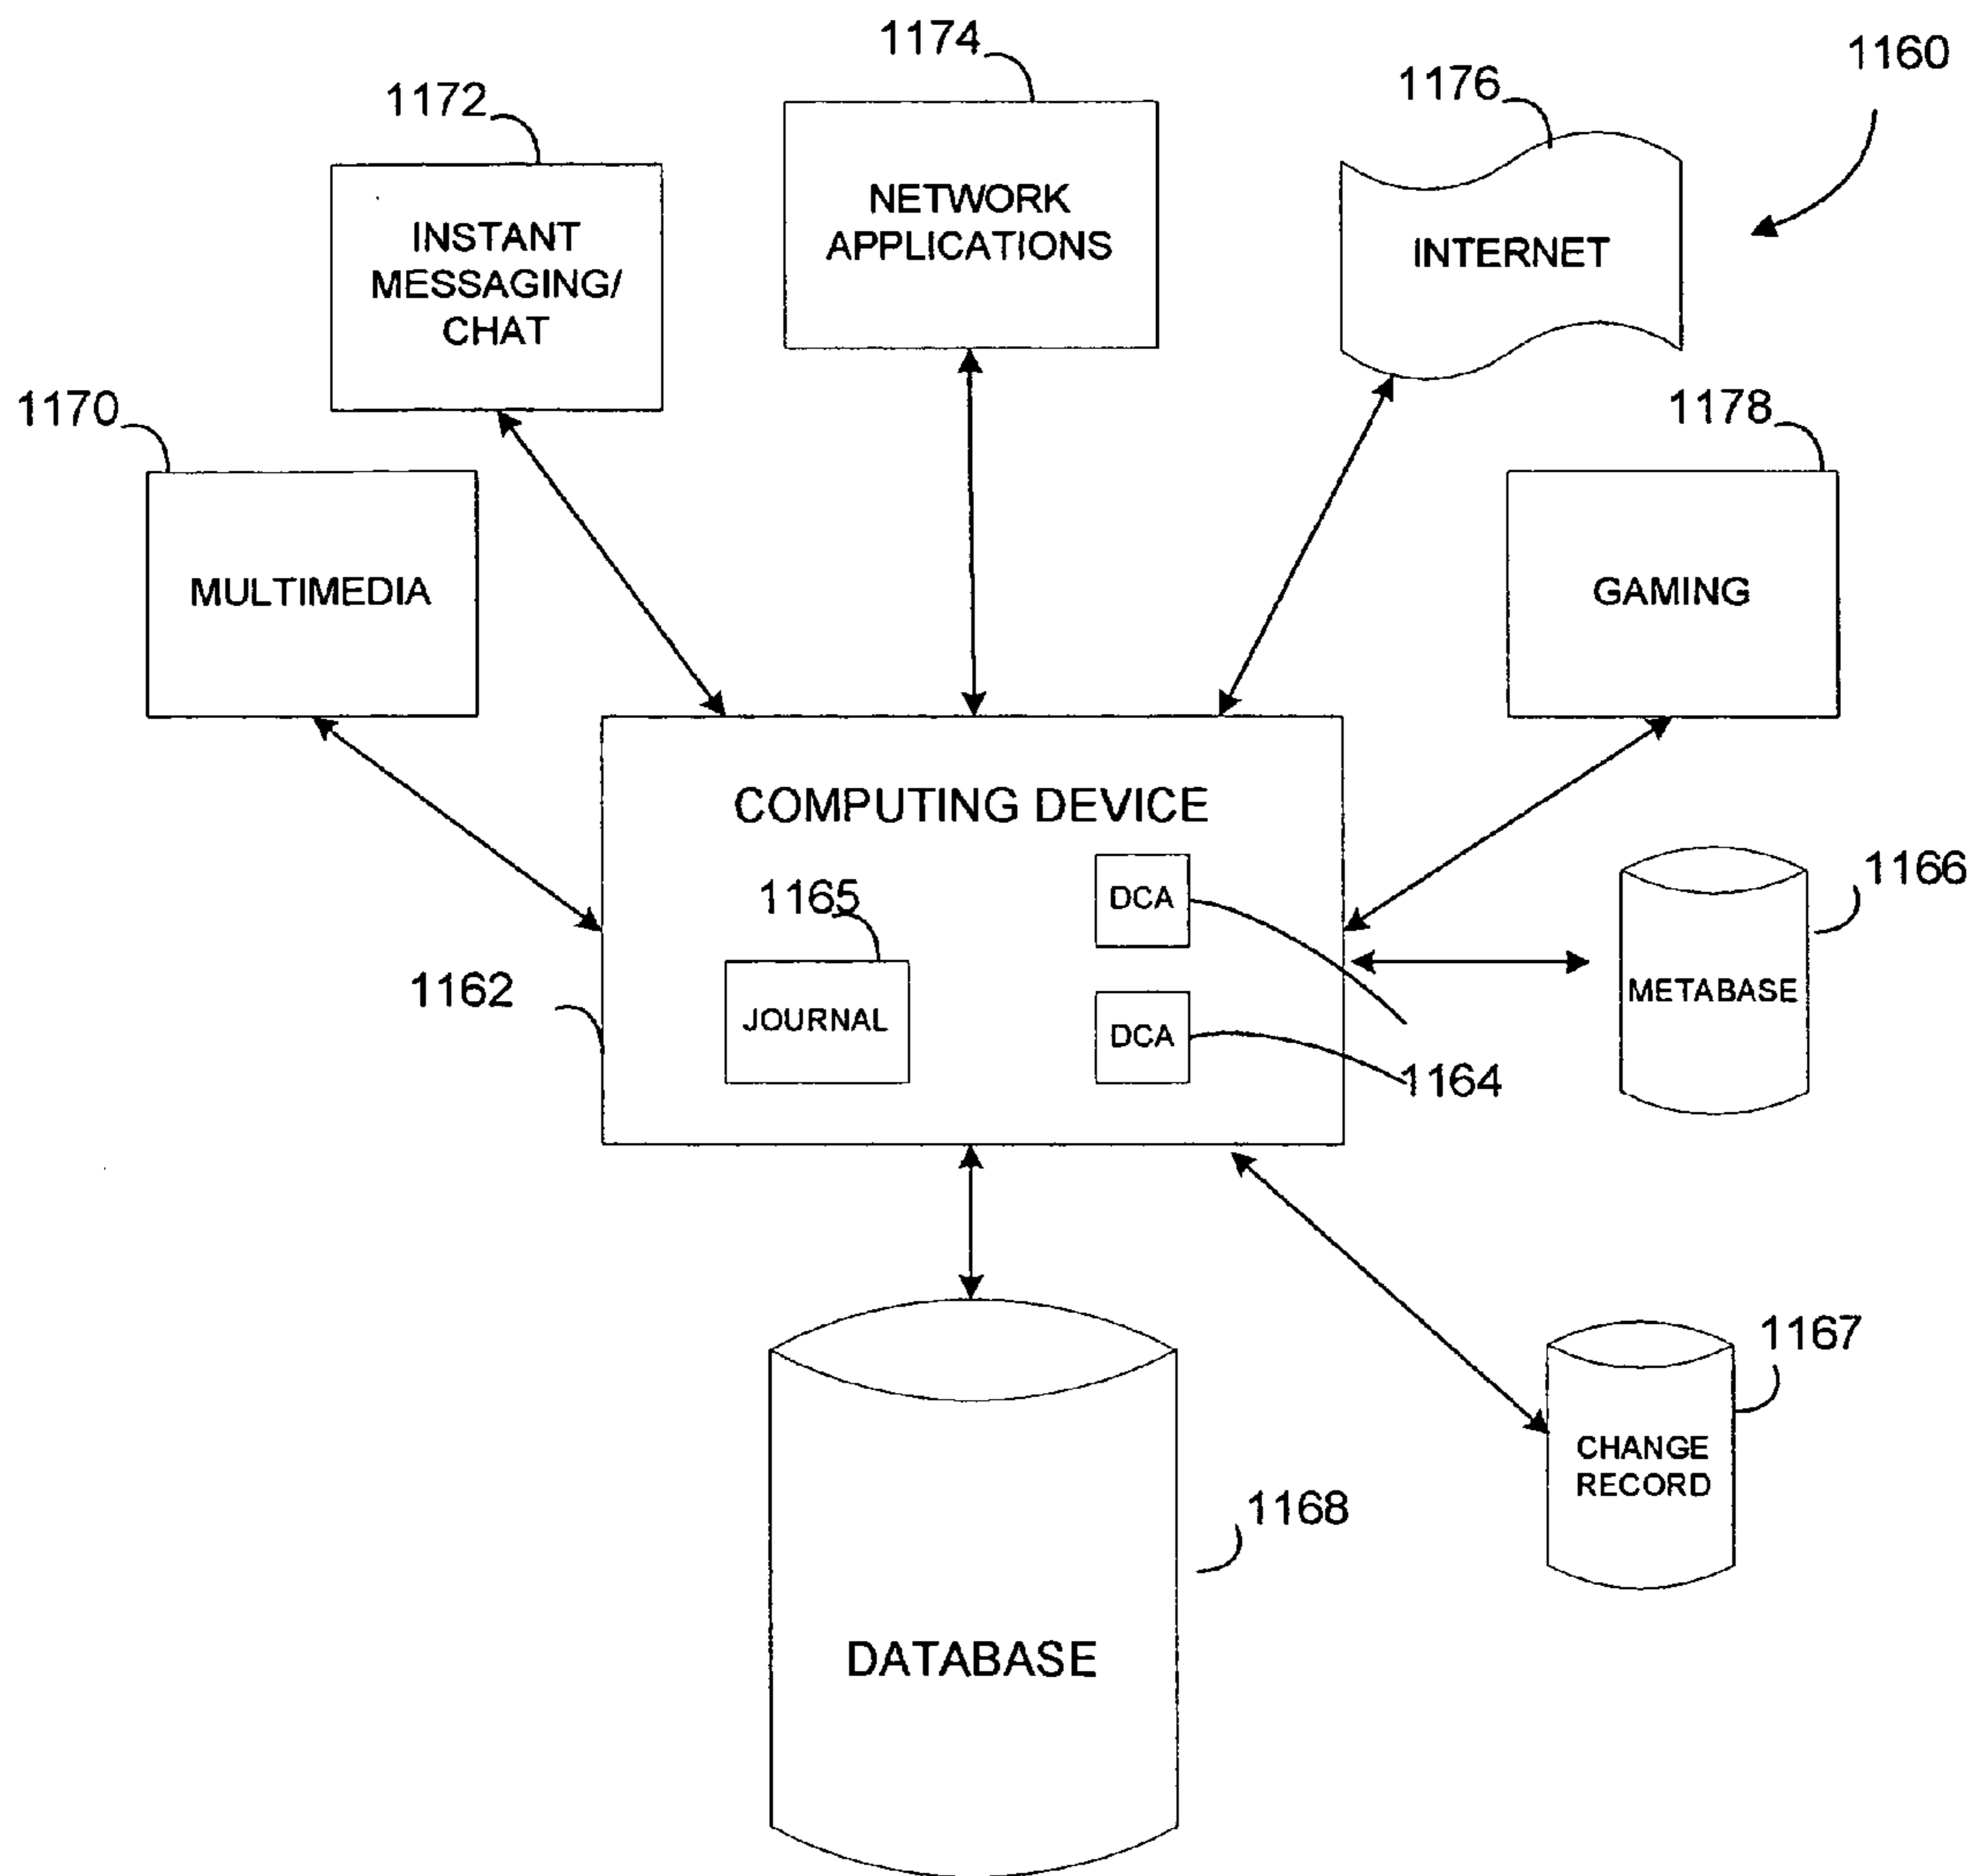 1174
1160
1172
1176
NETWORK
APPLICATIONS
INSTANT
MESSAGING/
CHAT
INTERNET
1170
1178
MULTIMEDIA
GAMING
COMPUTING DEVICE
1166
1165
DCA
1162
JOURNAL
DCA
METABASE
1164
1167
CHANGE
RECORD
1168
DATABASE